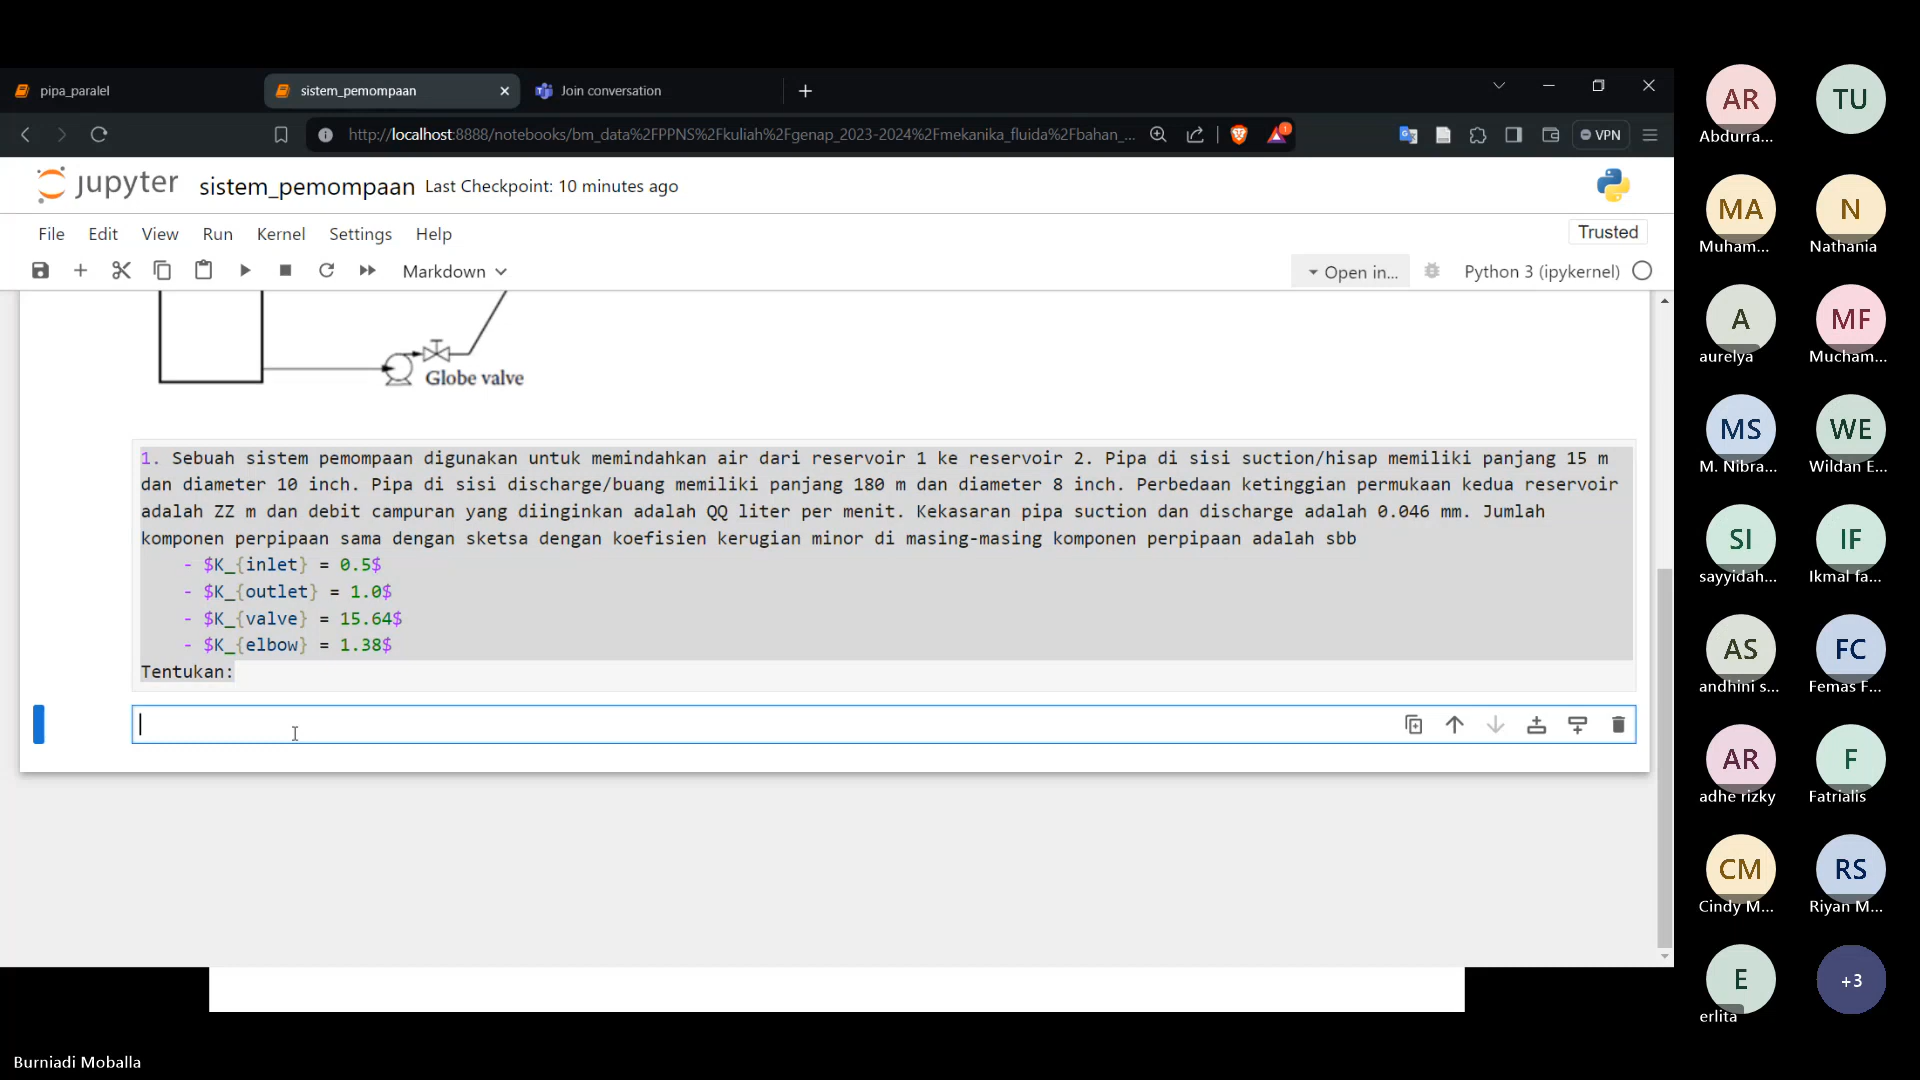 pipa_paralel
sistem_pemompaan
Join conversation
http://localhost:8888/notebooks/bm_data%2FPPNS%2Fkuliah%2Fgenap_2023-2024%2Fmekanika_fluida%2Fbahan_...
VPN
jupyter sistem_pemompaan Last Checkpoint: 10 minutes ago
File Edit View Run Kernel Settings Help
Trusted
Markdown
Open in...
Python 3 (ipykernel)
Globe valve
1. Sebuah sistem pemompaan digunakan untuk memindahkan air dari reservoir 1 ke reservoir 2. Pipa di sisi suction/hisap memiliki panjang 15 m
dan diameter 10 inch. Pipa di sisi discharge/buang memiliki panjang 180 m dan diameter 8 inch. Perbedaan ketinggian permukaan kedua reservoir
adalah ZZ m dan debit campuran yang diinginkan adalah QQ liter per menit. Kekasaran pipa suction dan discharge adalah 0.046 mm. Jumlah
komponen perpipaan sama dengan sketsa dengan koefisien kerugian minor di masing-masing komponen perpipaan adalah sbb
- $K_{inlet} = 0.5$
- $K_{outlet} = 1.0$
- $K_{valve} = 15.64$
- $K_{elbow} = 1.38$
Tentukan:
AR
Abdurra...
TU
MA
Muham...
N
Nathania
A
aurelya
MF
Mucham...
MS
M. Nibra...
WE
Wildan E...
SI
sayyidah...
IF
Ikmal fa...
AS
andhini s...
FC
Femas F...
AR
adhe rizky
F
Fatrialis
CM
Cindy M...
RS
Riyan M...
E
erlita
+3
Burniadi Moballa